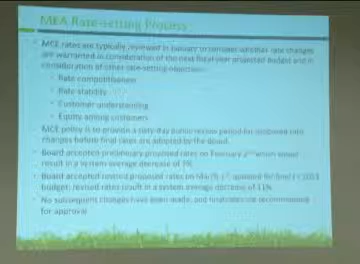 MEA Rate-setting Process
MCE rates are typically reviewed in January to consider whether rate changes
are warranted in consideration of the next fiscal year projected budget and in
consideration of other rate-setting objectives:
Rate competitiveness
Rate stability
Customer understanding
Equity among customers
MCE policy is to provide a sixty day public review period for proposed rate
changes before final rates are adopted by the Board.
Board accepted preliminary proposed rates on February which would
result in a system average decrease of
Board accepted revised proposed rates on March
budget; revised rates result in a system average decrease of
No subsequent changes have been made, and final rates are recommended
for approval